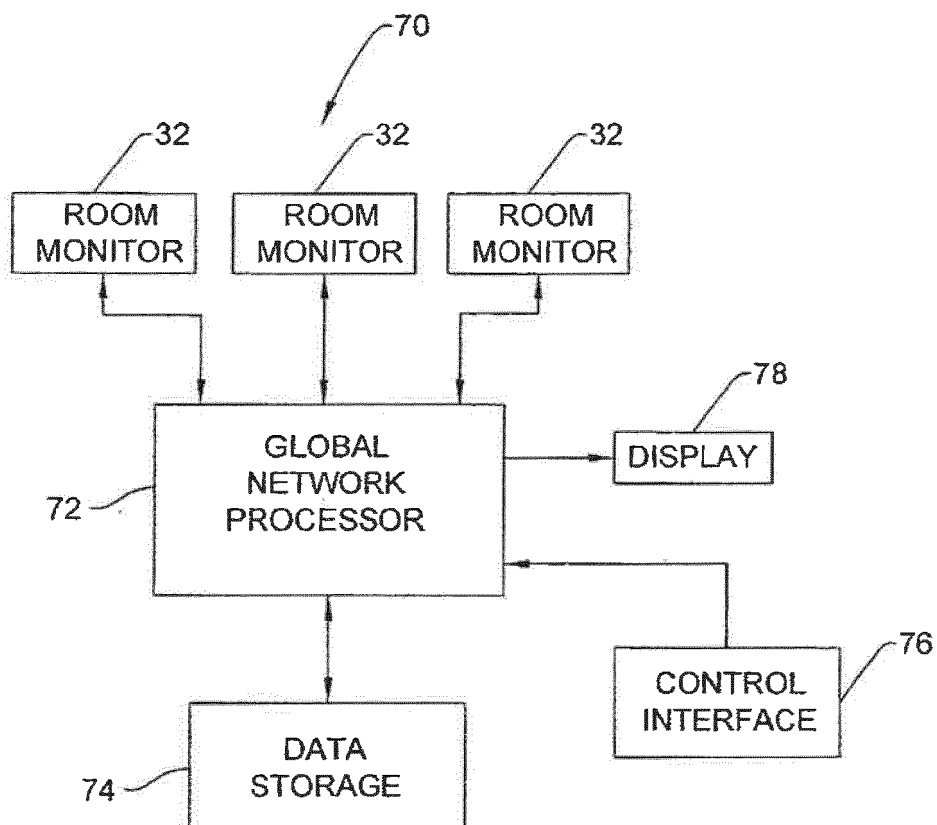 70
32
32
32
ROOM
MONITOR
ROOM
MONITOR
ROOM
MONITOR
78
DISPLAY
GLOBAL
NETWORK
PROCESSOR
72
76
CONTROL
INTERFACE
DATA
STORAGE
74